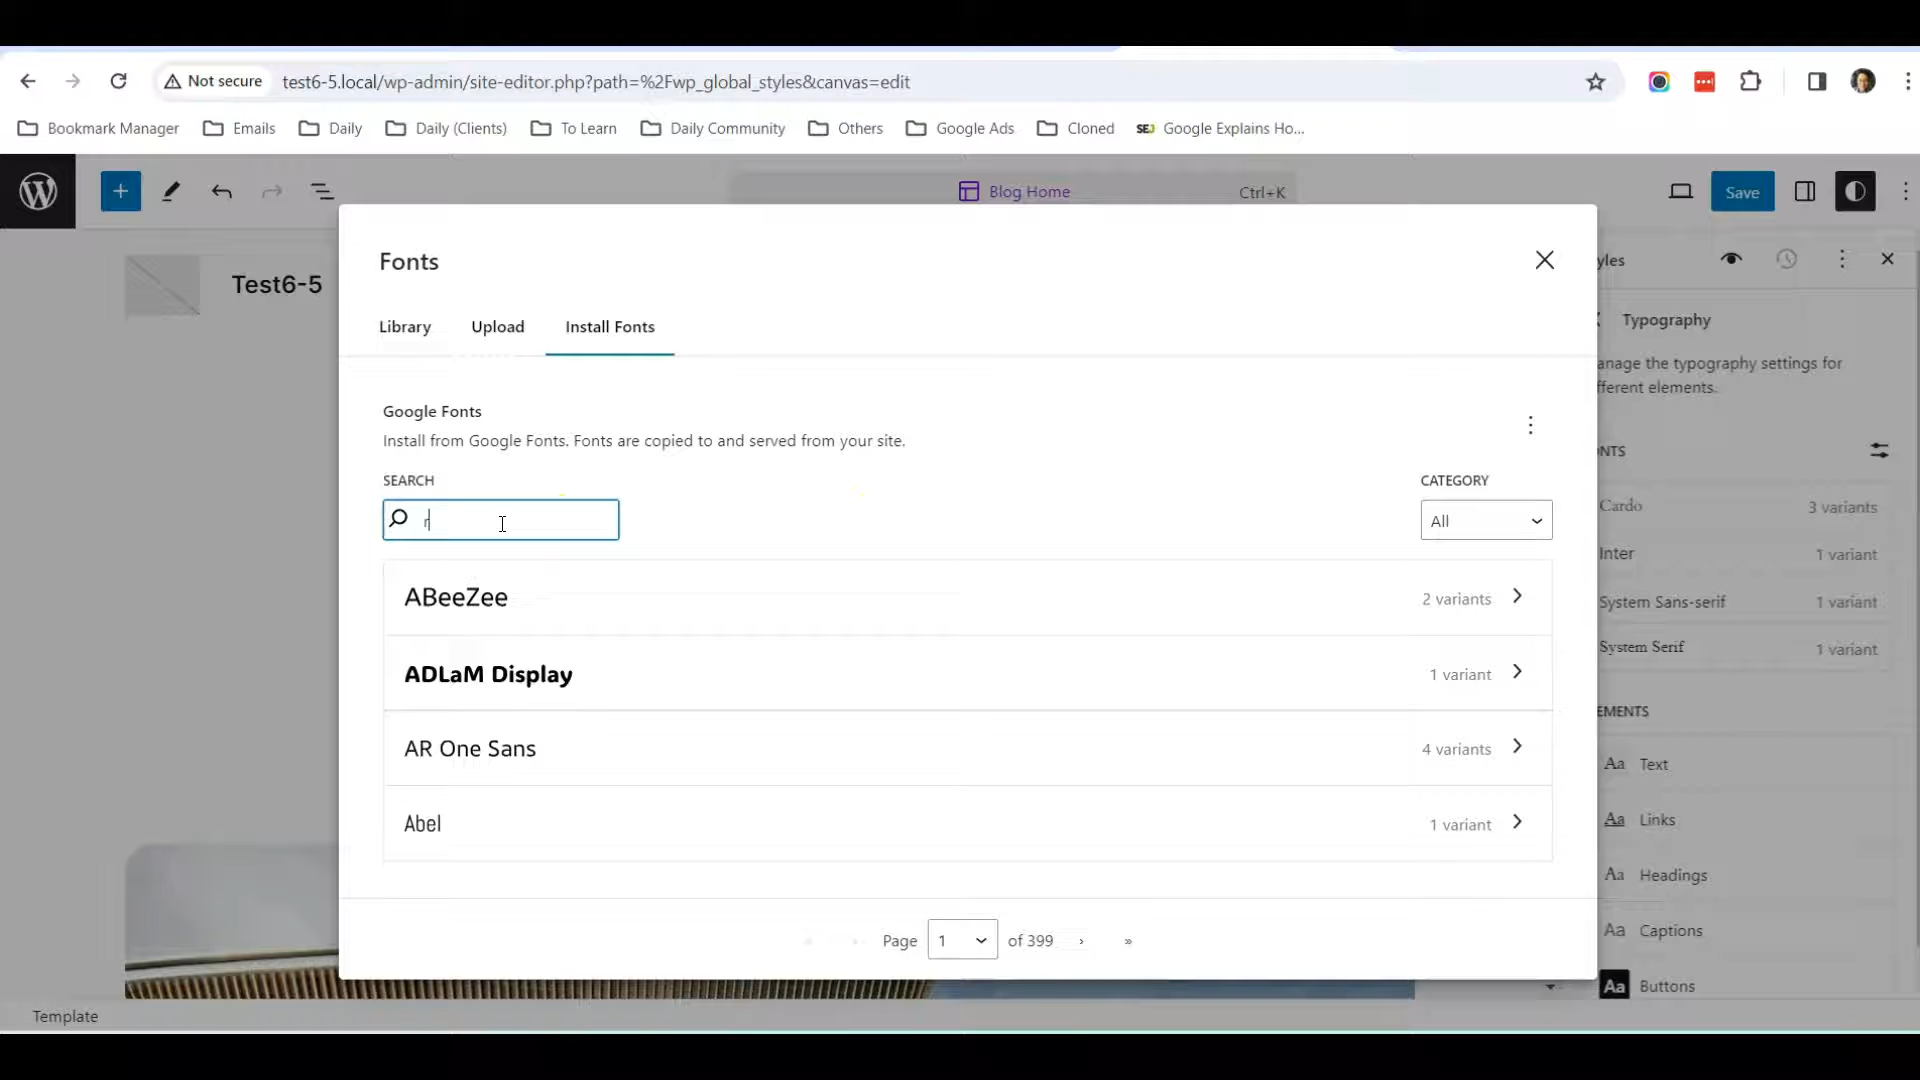 Not secure
test6-5.local/wp-admin/site-editor.php?path=%2Fwp_global_styles&canvas=edit
Bookmark Manager
Emails
Daily
Daily (Clients)
To Learn
Daily Community
Others
Google Ads
Cloned
SEJ
Google Explains Ho...
Blog Home
Ctrl+K
Save
Test6-5
Fonts
Library
Upload
Install Fonts
Google Fonts
Install from Google Fonts. Fonts are copied to and served from your site.
SEARCH
CATEGORY
r
All
ABeeZee
2 variants
ADLaM Display
1 variant
AR One Sans
4 variants
Abel
1 variant
« ‹ Page 1 of 399 › »
yles
Typography
anage the typography settings for
fferent elements.
NTS
Cardo
3 variants
Inter
1 variant
System Sans-serif
1 variant
System Serif
1 variant
EMENTS
Aa Text
Aa Links
Aa Headings
Aa Captions
Aa Buttons
Template